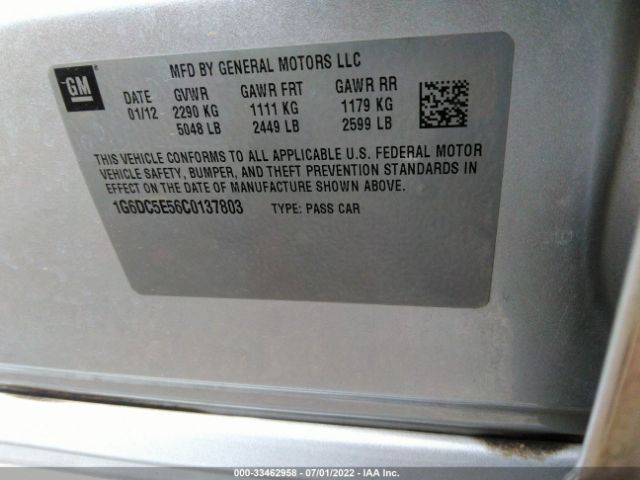 GM
MFD BY GENERAL MOTORS LLC
DATE GVWR GAWR FRT GAWR RR
01/12 2290 KG 1111 KG 1179 KG
5048 LB 2449 LB 2599 LB
THIS VEHICLE CONFORMS TO ALL APPLICABLE U.S. FEDERAL MOTOR
VEHICLE SAFETY, BUMPER, AND THEFT PREVENTION STANDARDS IN
EFFECT ON THE DATE OF MANUFACTURE SHOWN ABOVE.
1G6DC5E56C0137803 TYPE: PASS CAR
000-33462958 - 07/01/2022 - IAA Inc.